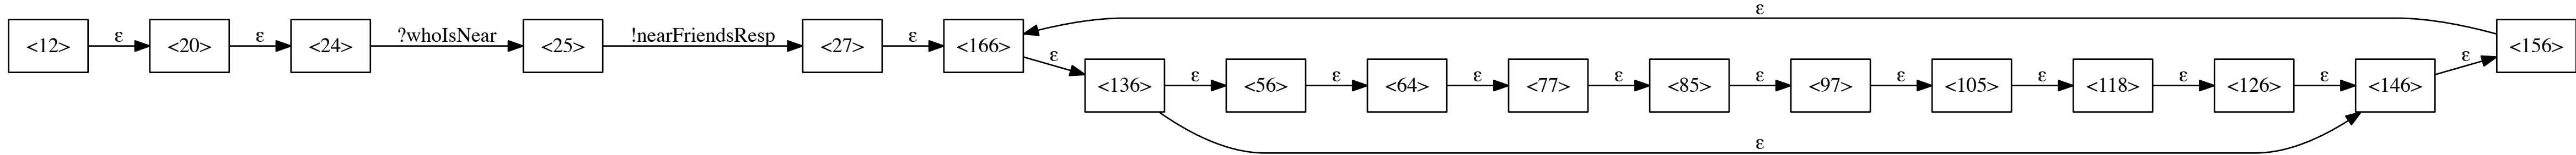 ε
<12> ε <20> ε <24> ?whoIsNear <25> !nearFriendsResp <27> ε <166> <156>
ε ε
<136> ε <56> ε <64> ε <77> ε <85> ε <97> ε <105> ε <118> ε <126> ε <146>
ε